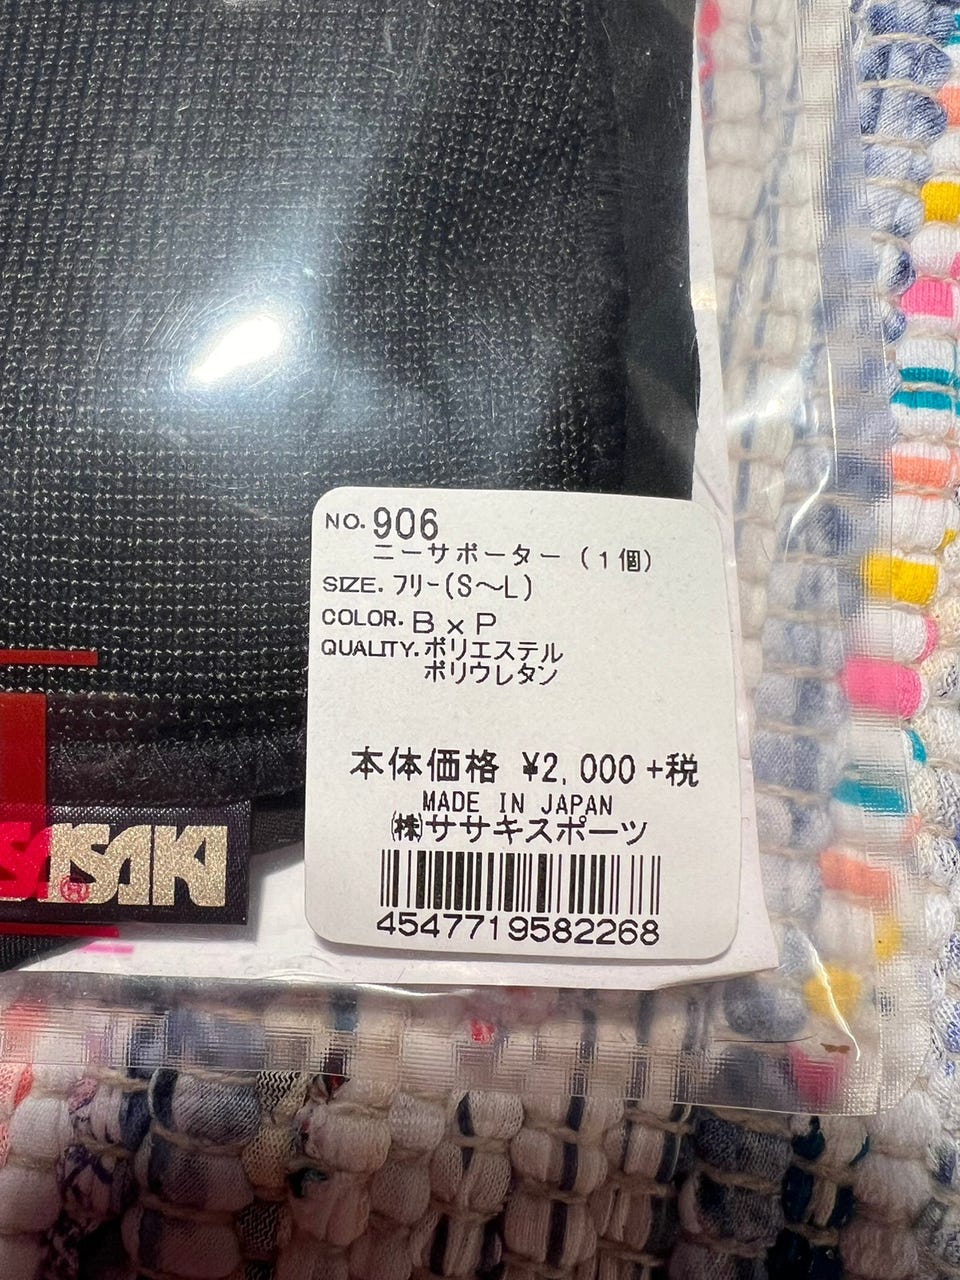 NO. 906
ニーサポーター (1個)
SIZE. フリー(S～L)
COLOR. B x P
QUALITY. ポリエステル
ポリウレタン
本体価格 ¥2,000+税
MADE IN JAPAN
㈱ササキスポーツ
4547719582268
SASAKI®